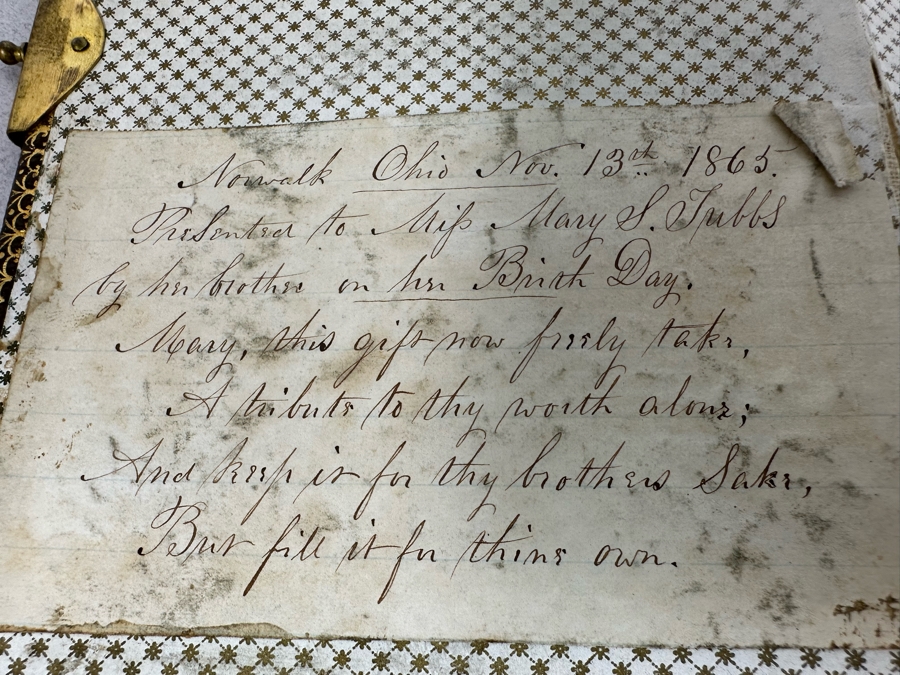 Norwalk Ohio Nov. 13th 1865.
Presented to Miſs Mary S. Tubbs
by her brother on her Birth Day.
Mary, this gift now freely take,
A tribute to thy worth alone;
And keep it for thy brothers Sake,
But fill it for thine own.